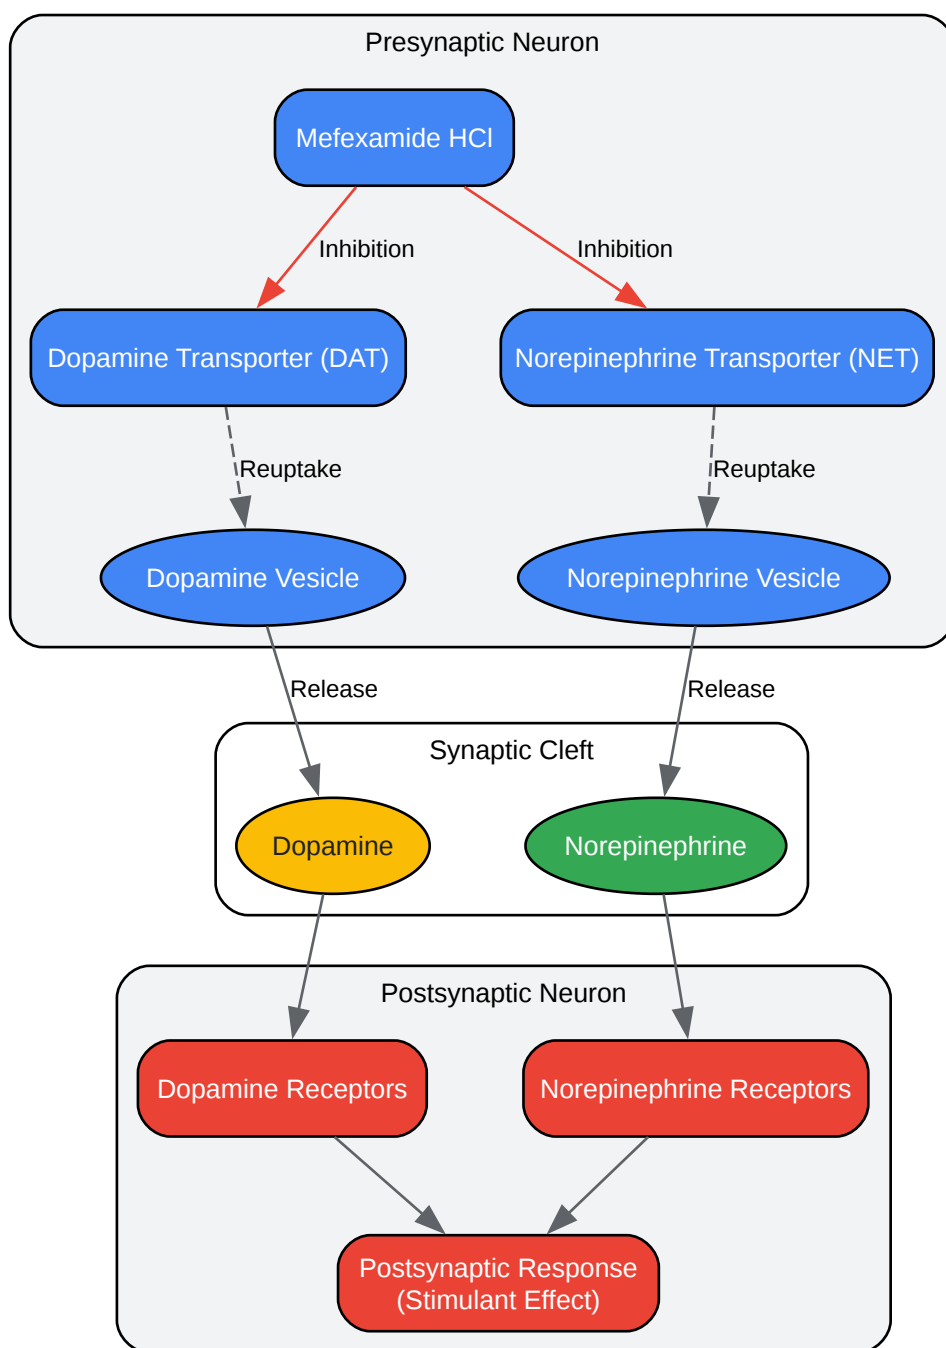 Presynaptic Neuron
Mefexamide HCl
Inhibition
Inhibition
Dopamine Transporter (DAT)
Norepinephrine Transporter (NET)
Reuptake
Reuptake
Dopamine Vesicle
Norepinephrine Vesicle
Release
Release
Synaptic Cleft
Dopamine
Norepinephrine
Postsynaptic Neuron
Dopamine Receptors
Norepinephrine Receptors
Postsynaptic Response
(Stimulant Effect)